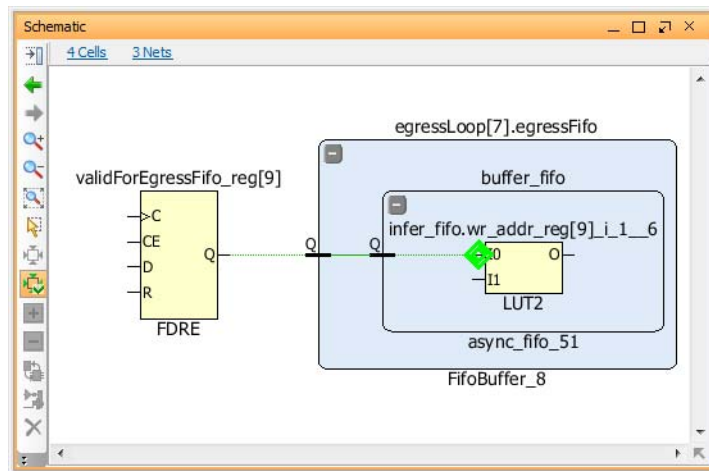 Schematic
4 Cells 3 Nets
egressLoop[7].egressFifo
validForEgressFifo_reg[9]
buffer_fifo
infer_fifo.wr_addr_reg[9]_i_1__6
C
CE
D
R
Q
Q
Q
I0
O
I1
FDRE
LUT2
async_fifo_51
FifoBuffer_8